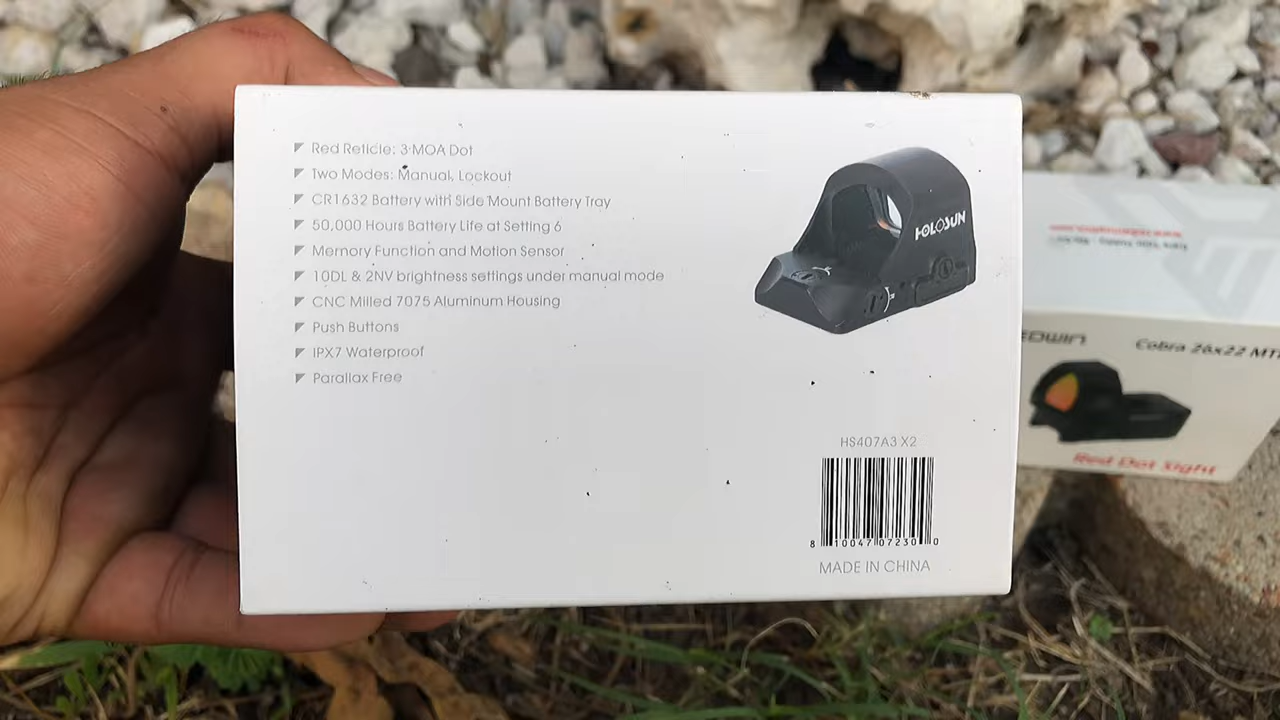 Red Reticle: 3 MOA Dot
Two Modes: Manual, Lockout
CR1632 Battery with Side Mount Battery Tray
50,000 Hours Battery Life at Setting 6
Memory Function and Motion Sensor
10DL & 2NV brightness settings under manual mode
CNC Milled 7075 Aluminum Housing
Push Buttons
IPX7 Waterproof
Parallax Free
HOLOSUN
HS407A3 X2
8 10047 07230 0
MADE IN CHINA
Cobra 26x22
Red Dot Sight